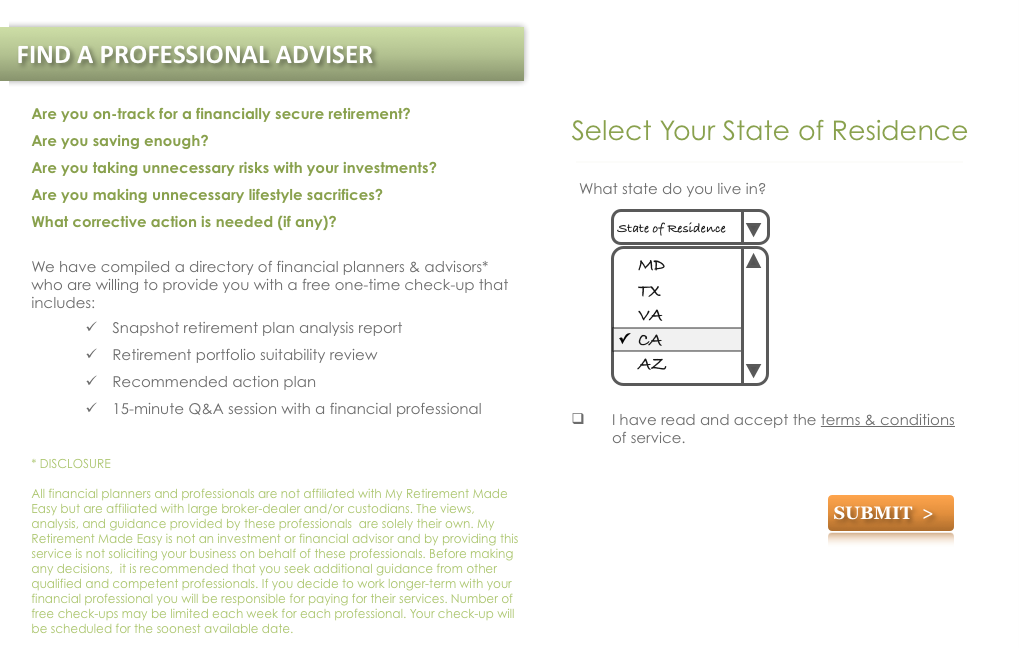 FIND A PROFESSIONAL ADVISER
Are you on-track for a financially secure retirement?
Are you saving enough?
Are you taking unnecessary risks with your investments?
Are you making unnecessary lifestyle sacrifices?
What corrective action is needed (if any)?
We have compiled a directory of financial planners & advisors*
who are willing to provide you with a free one-time check-up that
includes:
✓ Snapshot retirement plan analysis report
✓ Retirement portfolio suitability review
✓ Recommended action plan
✓ 15-minute Q&A session with a financial professional
* DISCLOSURE
All financial planners and professionals are not affiliated with My Retirement Made
Easy but are affiliated with large broker-dealer and/or custodians. The views,
analysis, and guidance provided by these professionals are solely their own. My
Retirement Made Easy is not an investment or financial advisor and by providing this
service is not soliciting your business on behalf of these professionals. Before making
any decisions, it is recommended that you seek additional guidance from other
qualified and competent professionals. If you decide to work longer-term with your
financial professional you will be responsible for paying for their services. Number of
free check-ups may be limited each week for each professional. Your check-up will
be scheduled for the soonest available date.
Select Your State of Residence
What state do you live in?
State of Residence
MD
TX
VA
✓ CA
AZ
I have read and accept the terms & conditions
of service.
SUBMIT >